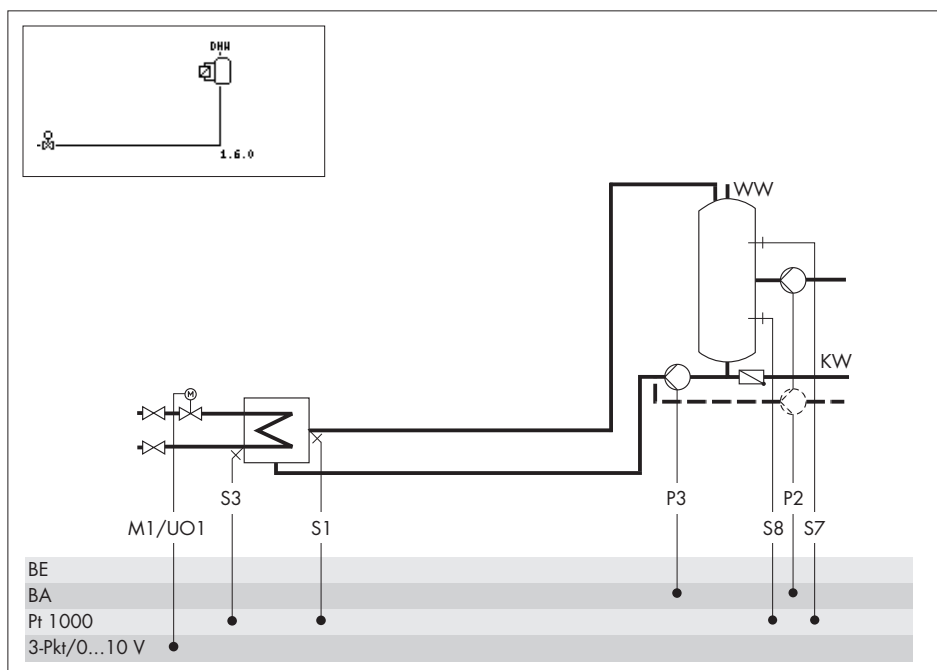 DHW
1.6.0
WW
KW
S3
P3
P2
M1/UO1
S1
S8
S7
BE
BA
Pt 1000
3-Pkt/0...10 V
M